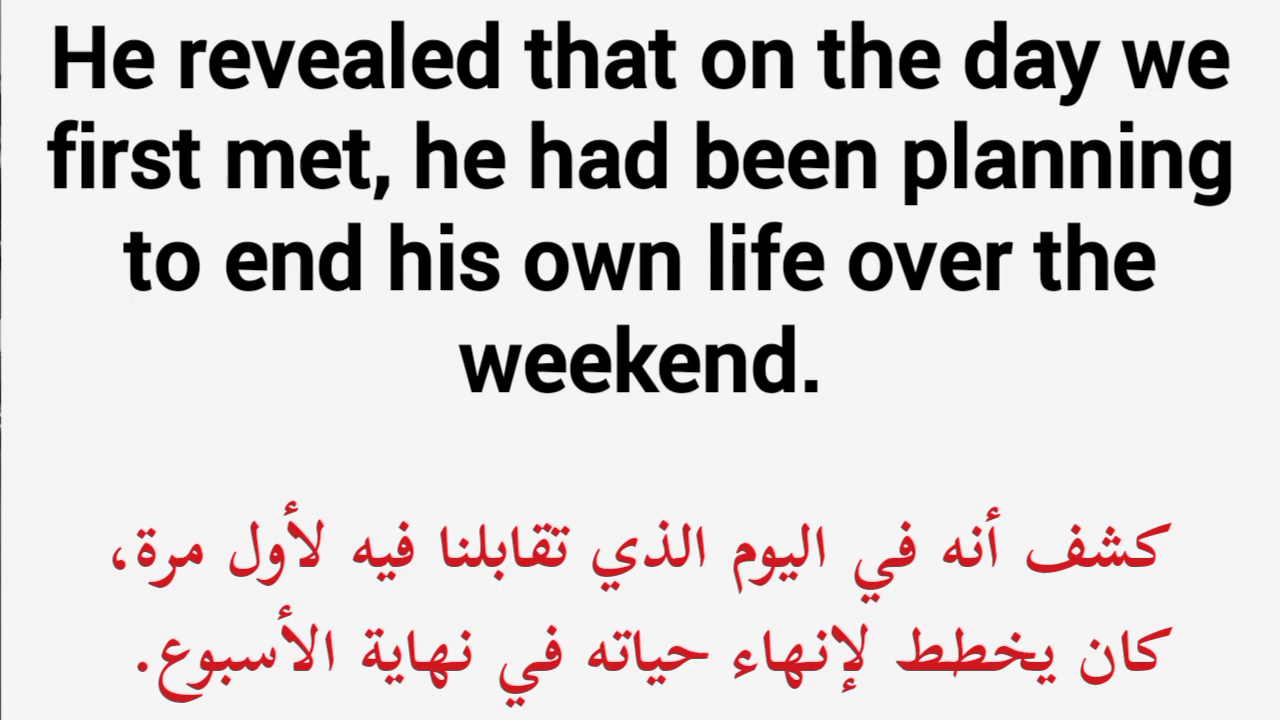 He revealed that on the day we
first met, he had been planning
to end his own life over the
weekend.
كشف أنه في اليوم الذي تقابلنا فيه لأول مرة،
كان يخطط لإنهاء حياته في نهاية الأسبوع.